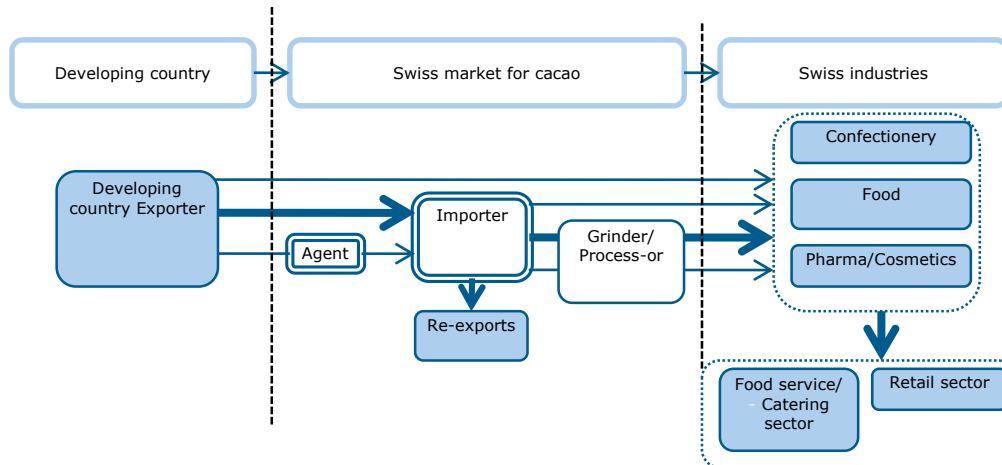 Developing country
Swiss market for cacao
Swiss industries
Confectionery
Developing
country Exporter
Food
Importer
Grinder/
Process-or
Agent
Pharma/Cosmetics
Re-exports
Food service/
- Catering
sector
Retail sector